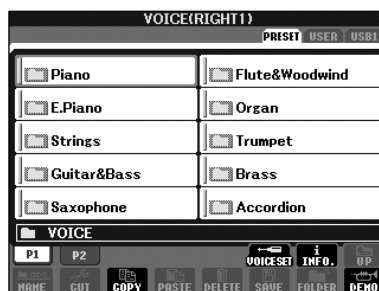 VOICE(RIGHT1)
PRESET USER USB1
Piano Flute&Woodwind
E.Piano Organ
Strings Trumpet
Guitar&Bass Brass
Saxophone Accordion
VOICE
P1 P2 VOICESET INFO. UP
NAME CUT COPY PASTE DELETE SAVE FOLDER DEMO